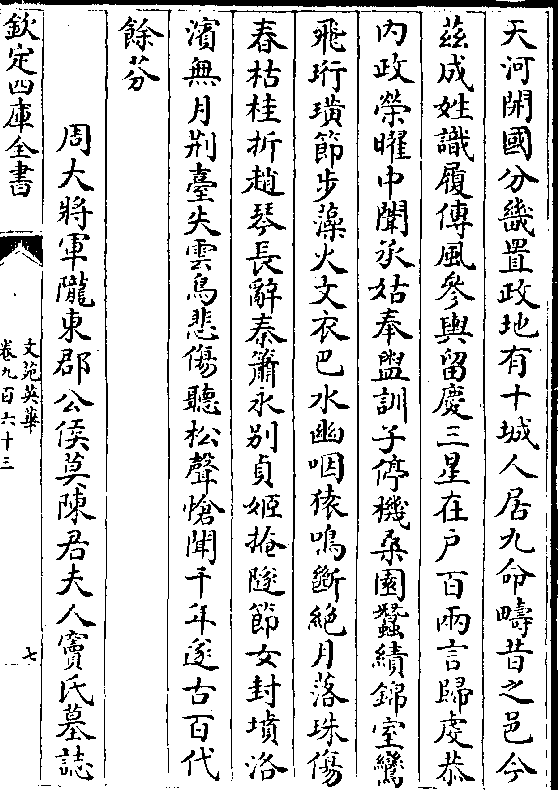 天河開國分畿置政地有十城人居九命疇昔之邑今
茲成姓識履傳風參輿留慶三星在戶百兩言歸虔恭
内政榮曜中閨承姑奉盥訓子停機桑園蠶績錦室鸞
飛珩璜節步藻火文衣巴水幽咽猿鳴斷絶月落珠傷
春枯桂折趙琴長辭秦簫永别貞姬掩隧節女封墳洛
濱無月荆臺失雲鳥悲傷聽松聲愴聞千年遂古百代
餘芬
周大將軍隴東郡公侯莫陳君夫人竇氏墓誌
欽定四庫全書
文苑英華
卷九百六十三
七